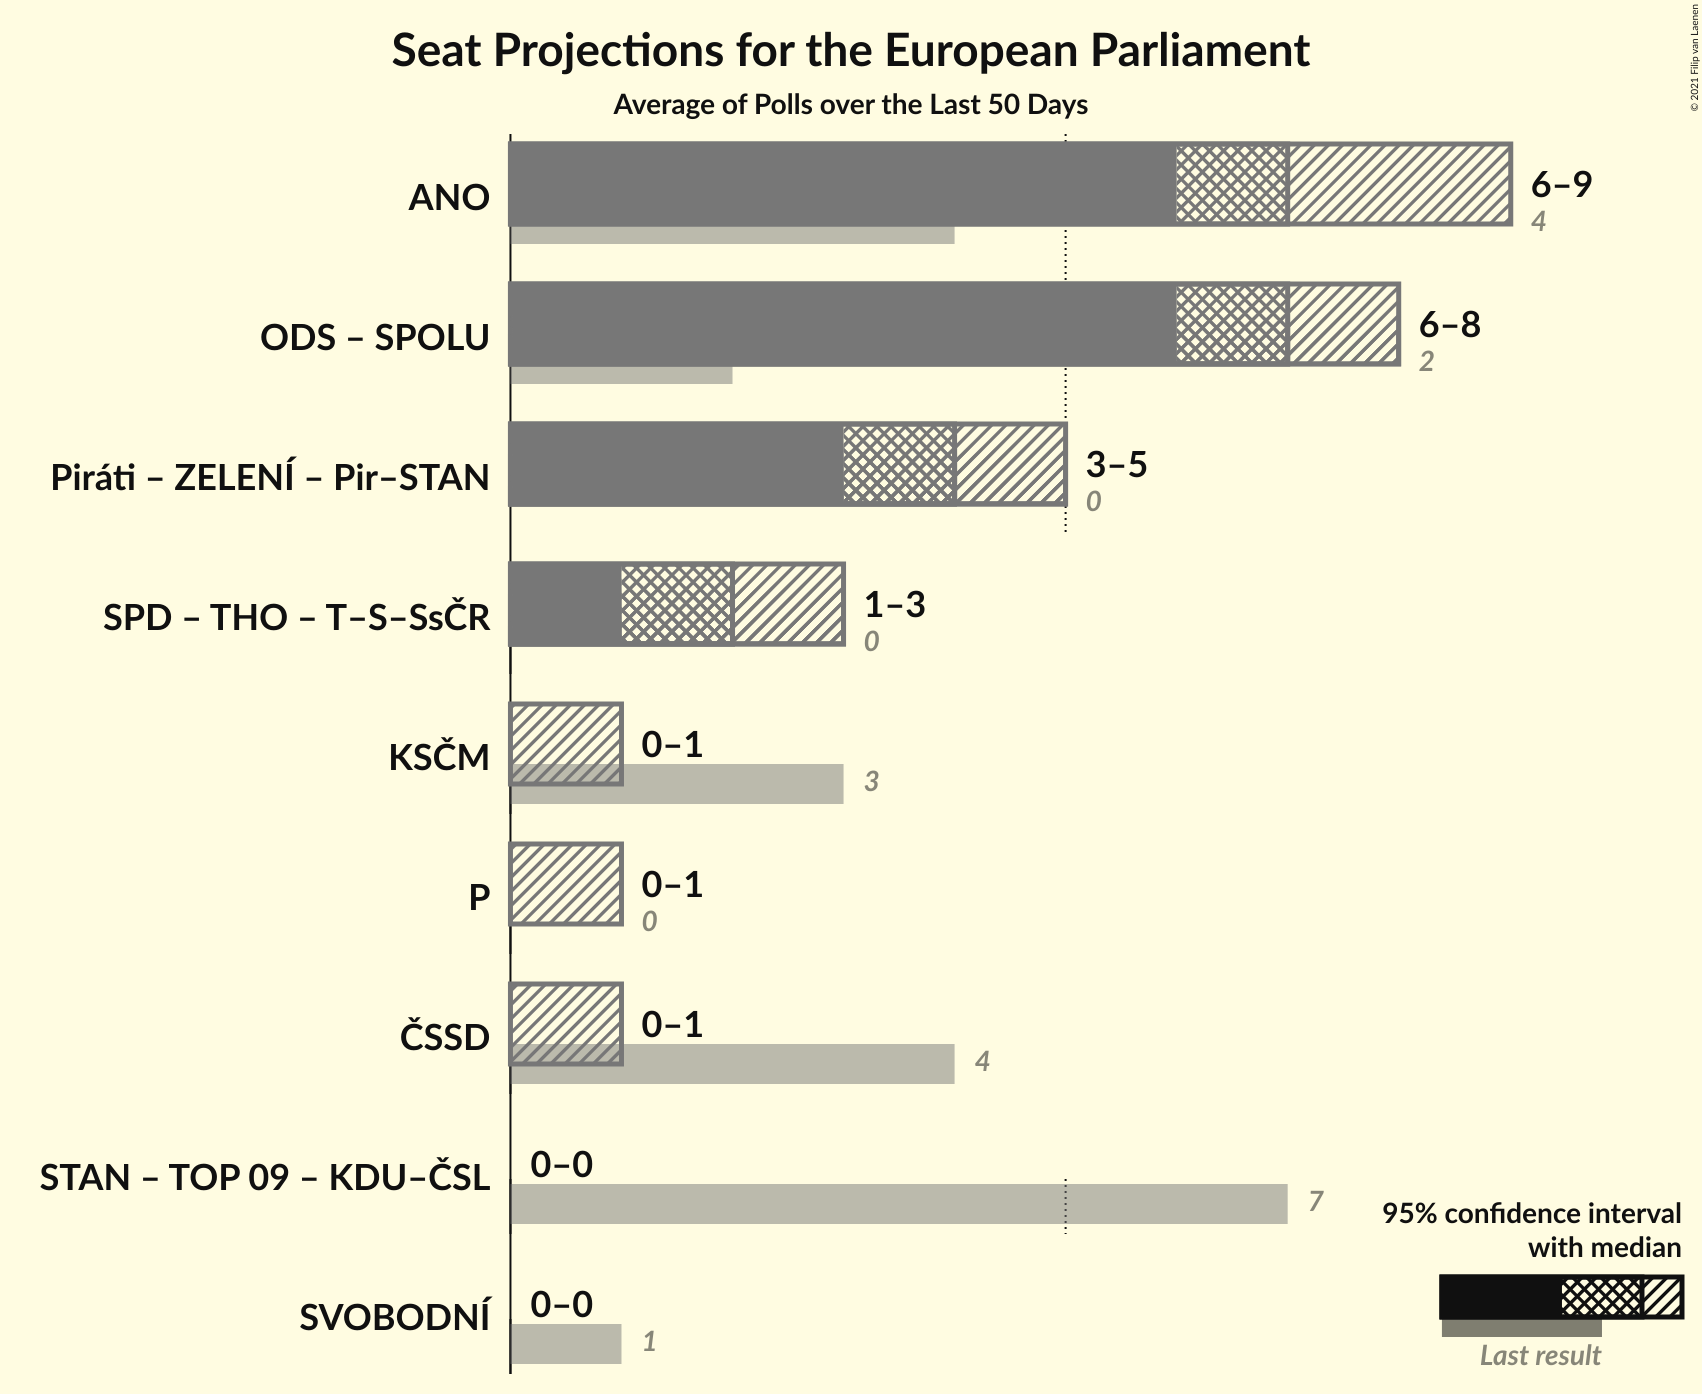 Seat Projections for the European Parliament
Average of Polls over the Last 50 Days
© 2021 Filip van Laenen
ANO
6–9
4
ODS – SPOLU
6–8
2
Piráti – ZELENÍ – Pir–STAN
3–5
0
SPD – THO – T–S–SsČR
1–3
0
KSČM
0–1
3
P
0–1
0
ČSSD
0–1
4
STAN – TOP 09 – KDU–ČSL
0–0
7
SVOBODNÍ
0–0
1
95% confidence interval
with median
Last result